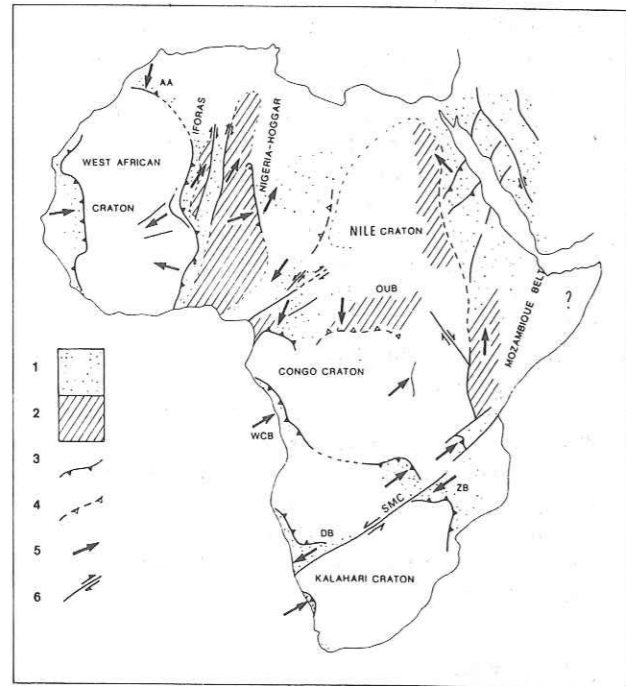 AA
IFORAS
NIGERIA-HOGGAR
WEST AFRICAN
CRATON
NILE CRATON
OUB
MOZAMBIQUE BELT
?
CONGO CRATON
WCB
ZB
SMC
DB
KALAHARI CRATON
1
2
3
4
5
6